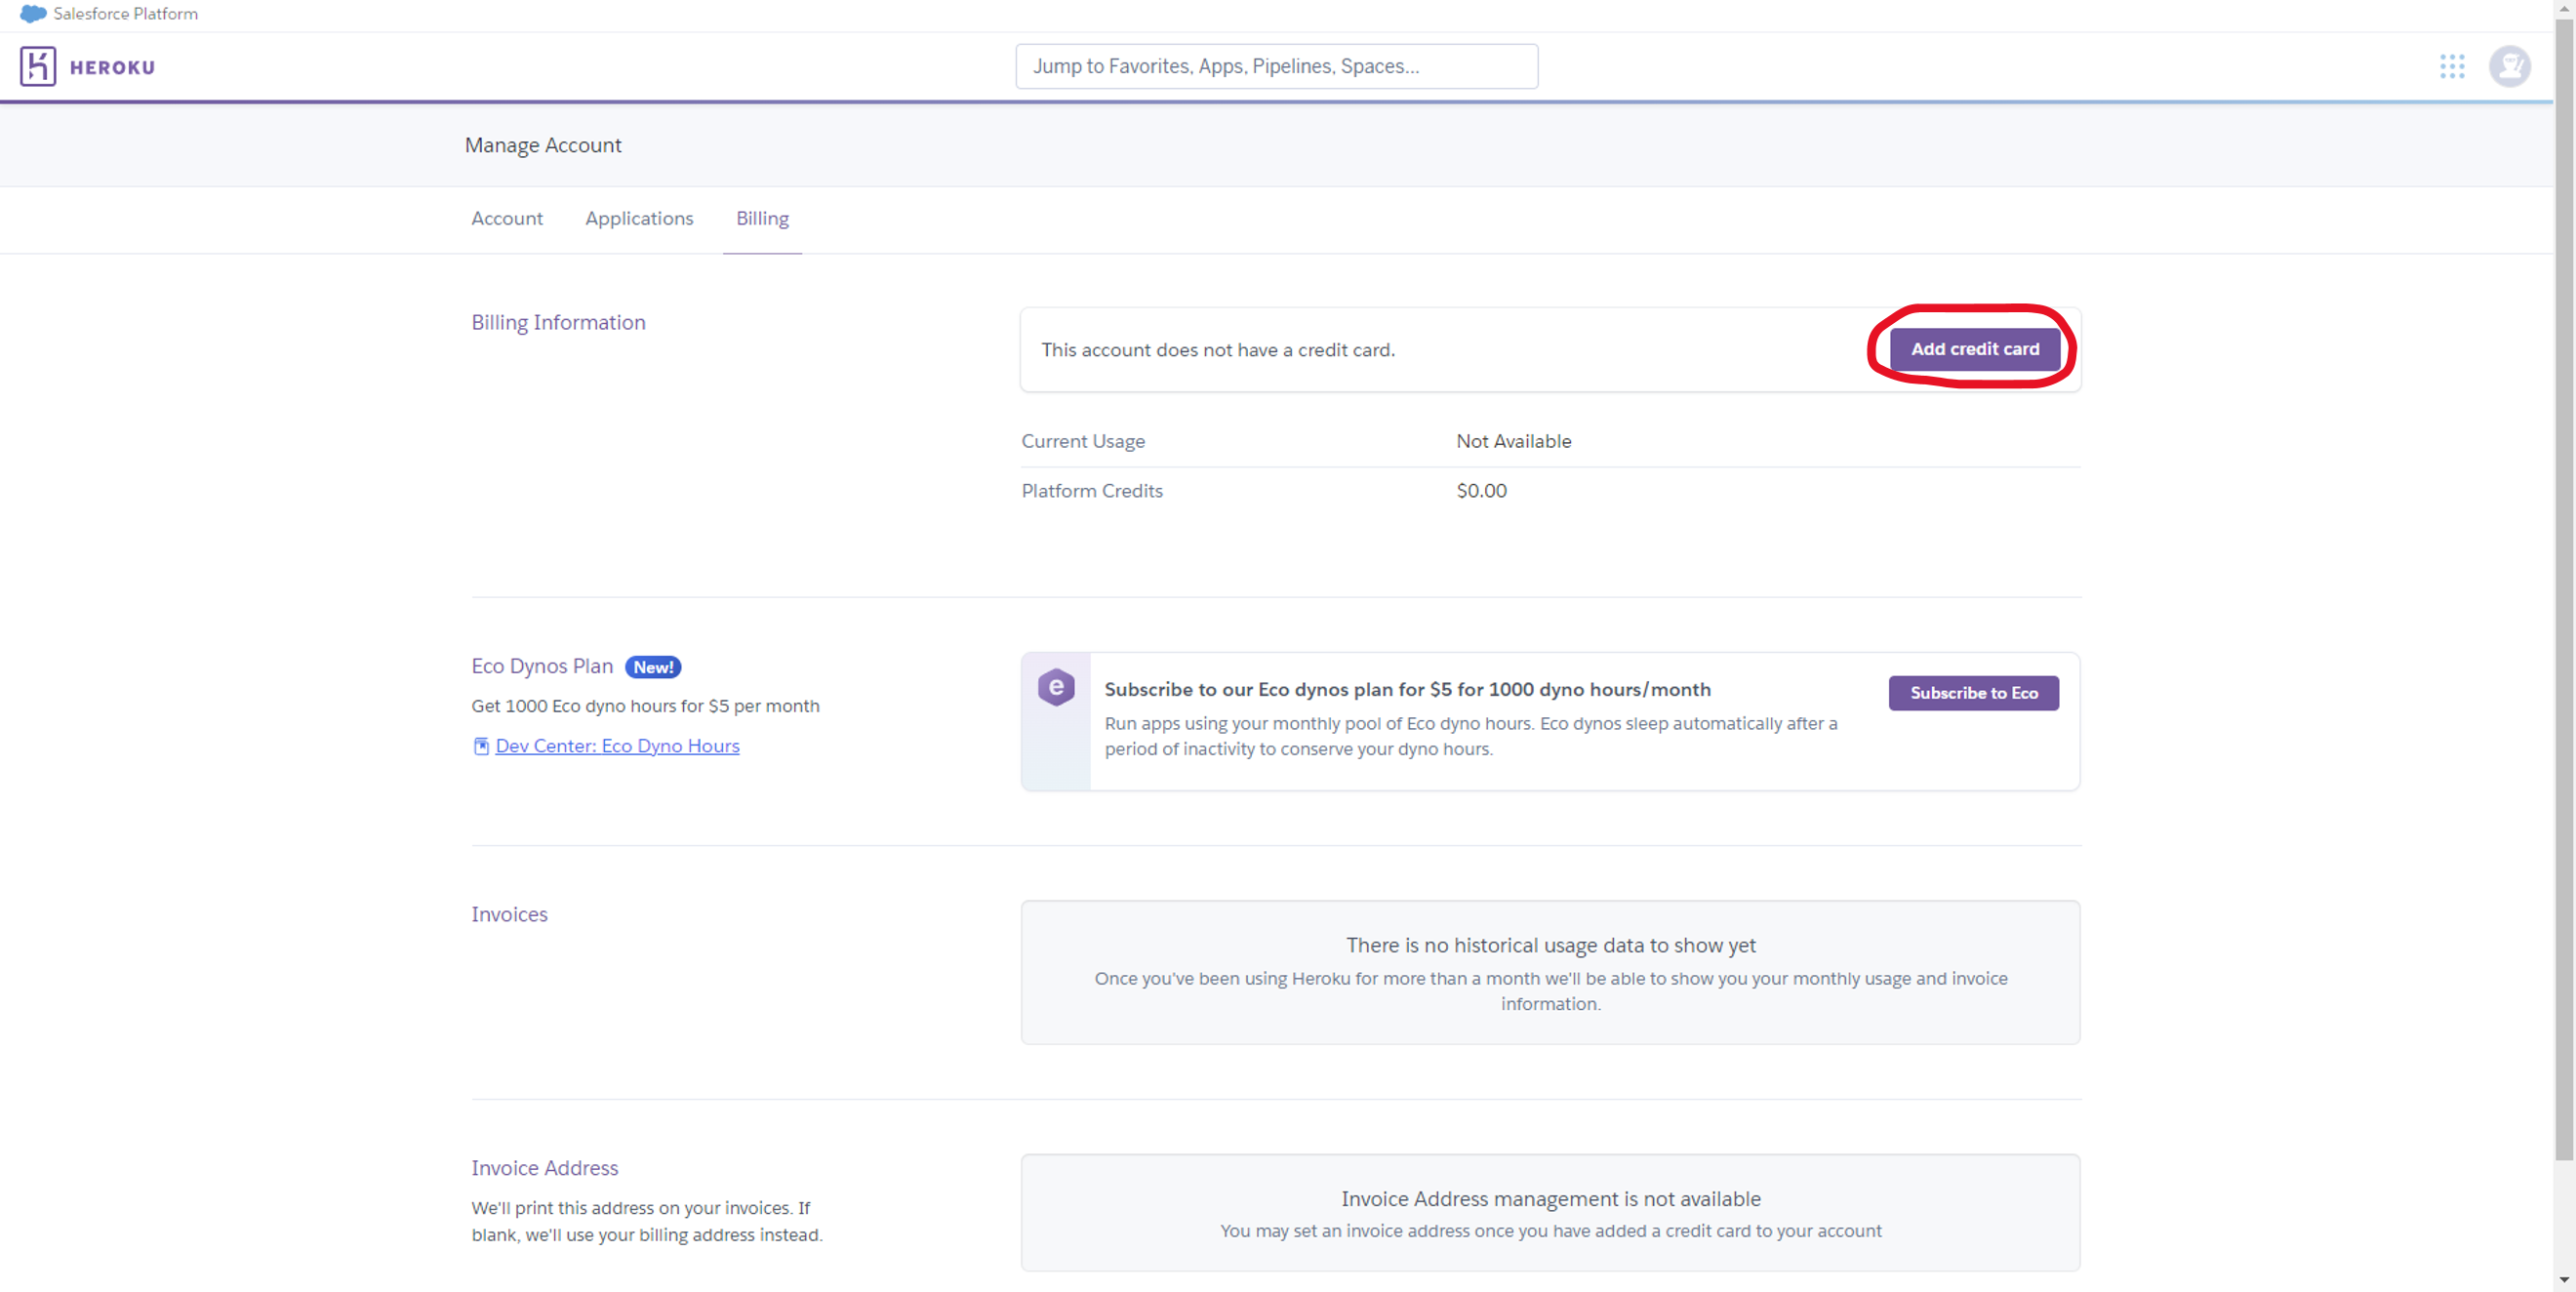 Salesforce Platform
HEROKU
Jump to Favorites, Apps, Pipelines, Spaces...
Manage Account
Account Applications Billing
Billing Information
This account does not have a credit card.
Add credit card
Current Usage Not Available
Platform Credits $0.00
Eco Dynos Plan New!
Get 1000 Eco dyno hours for $5 per month
Dev Center: Eco Dyno Hours
e
Subscribe to our Eco dynos plan for $5 for 1000 dyno hours/month
Run apps using your monthly pool of Eco dyno hours. Eco dynos sleep automatically after a
period of inactivity to conserve your dyno hours.
Subscribe to Eco
Invoices
There is no historical usage data to show yet
Once you've been using Heroku for more than a month we'll be able to show you your monthly usage and invoice
information.
Invoice Address
We'll print this address on your invoices. If
blank, we'll use your billing address instead.
Invoice Address management is not available
You may set an invoice address once you have added a credit card to your account